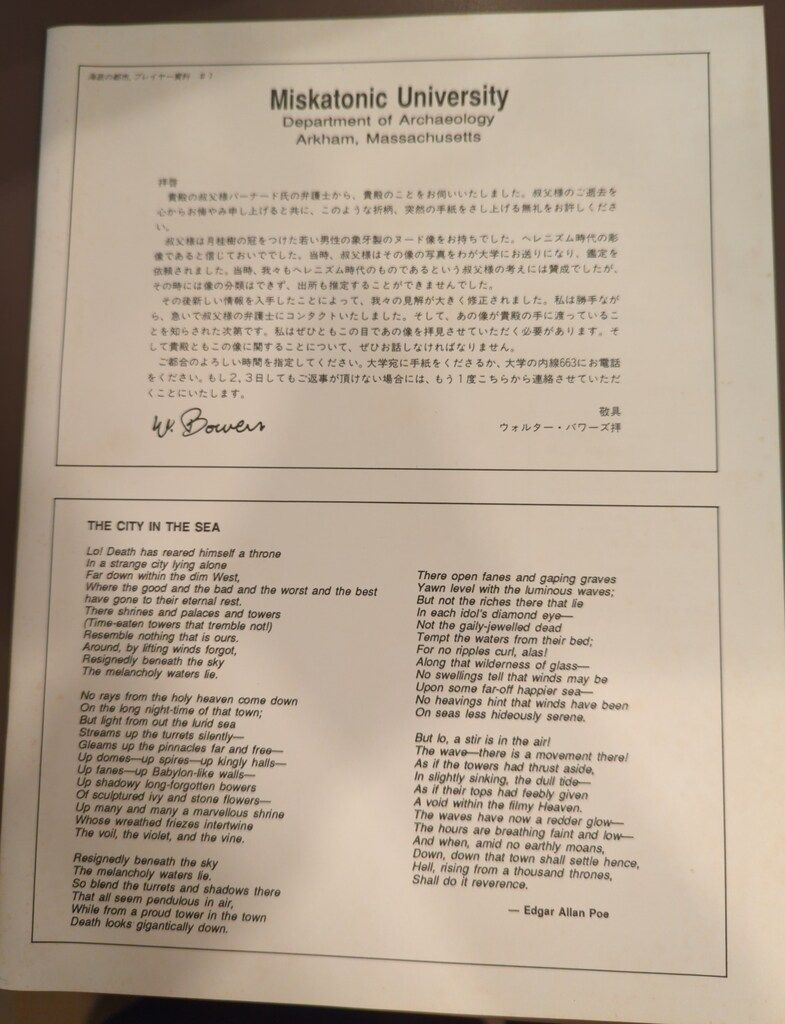 海底の都市, プレイヤー資料 #1
Miskatonic University
Department of Archaeology
Arkham, Massachusetts
拝啓
貴殿の叔父様バーナード氏の弁護士から、貴殿のことをお伺いいたしました。叔父様のご逝去を
心からお悔やみ申し上げると共に、このような折柄、突然の手紙をさし上げる無礼をお許しくださ
い。
叔父様は月桂樹の冠をつけた若い男性の象牙製のヌード像をお持ちでした。ヘレニズム時代の彫
像であると信じておいででした。当時、叔父様はその像の写真をわが大学にお送りになり、鑑定を
依頼されました。当時、我々もヘレニズム時代のものであるという叔父様の考えには賛成でしたが、
その時には像の分類はできず、出所も推定することができませんでした。
その後新しい情報を入手したことによって、我々の見解が大きく修正されました。私は勝手なが
ら、急いで叔父様の弁護士にコンタクトいたしました。そして、あの像が貴殿の手に渡っているこ
とを知らされた次第です。私はぜひともこの目であの像を拝見させていただく必要があります。そ
して貴殿ともこの像に関することについて、ぜひお話しなければなりません。
ご都合のよろしい時間を指定してください。大学宛に手紙をくださるか、大学の内線663にお電話
をください。もし2、3日してもご返事が頂けない場合には、もう1度こちらから連絡させていただ
くことにいたします。
敬具
W. Bowers
ウォルター・バワーズ拝
THE CITY IN THE SEA
Lo! Death has reared himself a throne
In a strange city lying alone
Far down within the dim West,
Where the good and the bad and the worst and the best
have gone to their eternal rest.
There shrines and palaces and towers
(Time-eaten towers that tremble not!)
Resemble nothing that is ours.
Around, by lifting winds forgot,
Resignedly beneath the sky
The melancholy waters lie.
No rays from the holy heaven come down
On the long night-time of that town;
But light from out the lurid sea
Streams up the turrets silently—
Gleams up the pinnacles far and free—
Up domes—up spires—up kingly halls—
Up fanes—up Babylon-like walls—
Up shadowy long-forgotten bowers
Of sculptured ivy and stone flowers—
Up many and many a marvellous shrine
Whose wreathed friezes intertwine
The voil, the violet, and the vine.
Resignedly beneath the sky
The melancholy waters lie.
So blend the turrets and shadows there
That all seem pendulous in air,
While from a proud tower in the town
Death looks gigantically down.
There open fanes and gaping graves
Yawn level with the luminous waves;
But not the riches there that lie
In each idol's diamond eye—
Not the gaily-jewelled dead
Tempt the waters from their bed;
For no ripples curl, alas!
Along that wilderness of glass—
No swellings tell that winds may be
Upon some far-off happier sea—
No heavings hint that winds have been
On seas less hideously serene.
But lo, a stir is in the air!
The wave—there is a movement there!
As if the towers had thrust aside,
In slightly sinking, the dull tide—
As if their tops had feebly given
A void within the filmy Heaven.
The waves have now a redder glow—
The hours are breathing faint and low—
And when, amid no earthly moans,
Down, down that town shall settle hence,
Hell, rising from a thousand thrones,
Shall do it reverence.
— Edgar Allan Poe